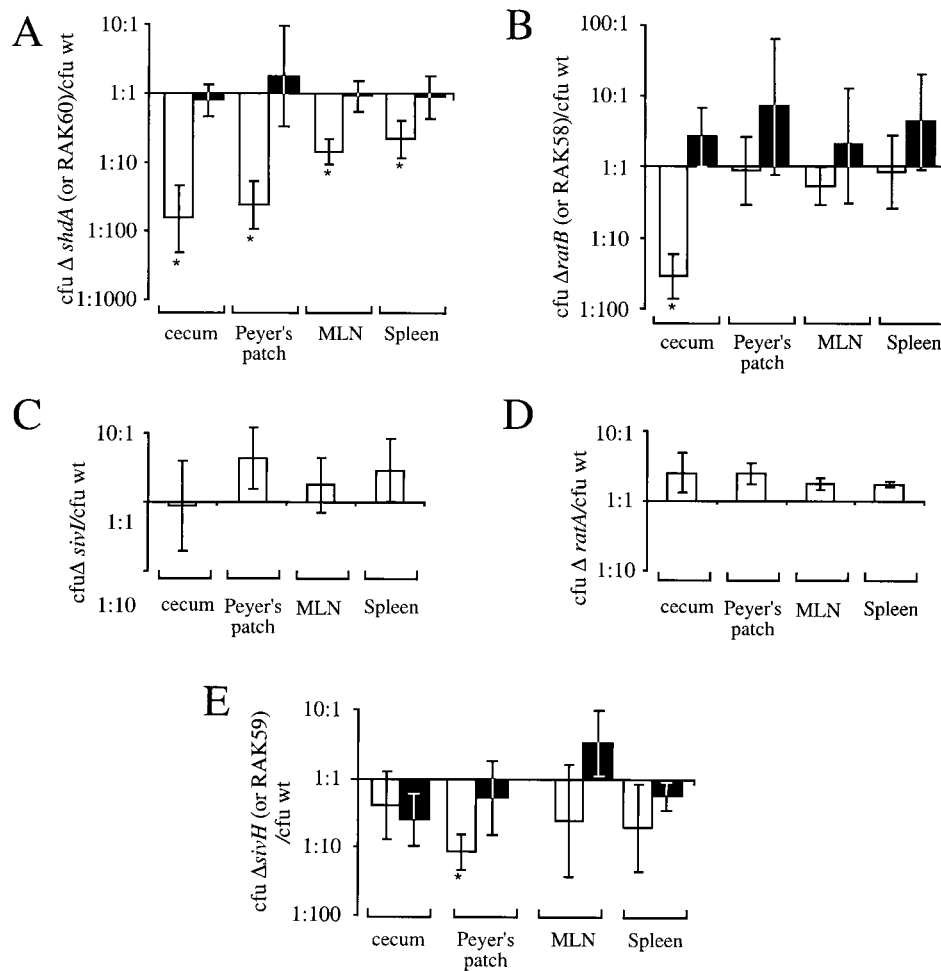 A
cfu Δ shdA (or RAK60)/cfu wt
10:1
1:1
1:10
1:100
1:1000
*
*
*
*
cecum
Peyer's
patch
MLN
Spleen
B
cfu ΔratB (or RAK58)/cfu wt
100:1
10:1
1:1
1:10
1:100
*
cecum
Peyer's
patch
MLN
Spleen
C
cfuΔ sivI/cfu wt
10:1
1:1
1:10
cecum
Peyer's
patch
MLN
Spleen
D
cfu Δ ratA/cfu wt
10:1
1:1
1:10
cecum
Peyer's
patch
MLN
Spleen
E
cfu ΔsivH (or RAK59)
/cfu wt
10:1
1:1
1:10
1:100
*
cecum
Peyer's
patch
MLN
Spleen